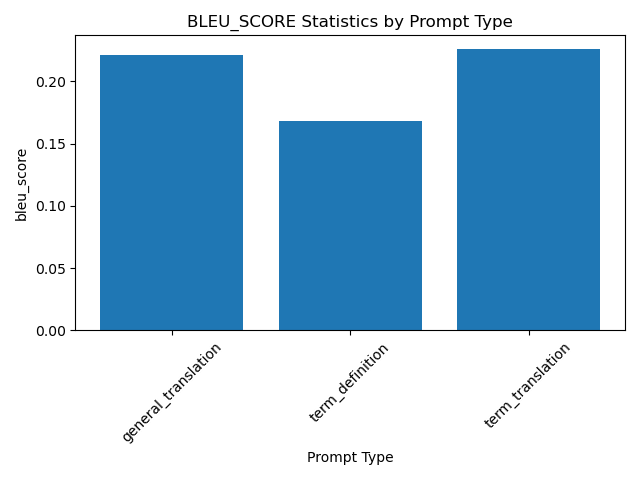 BLEU_SCORE Statistics by Prompt Type
bleu_score
0.20
0.15
0.10
0.05
0.00
general_translation
term_definition
term_translation
Prompt Type